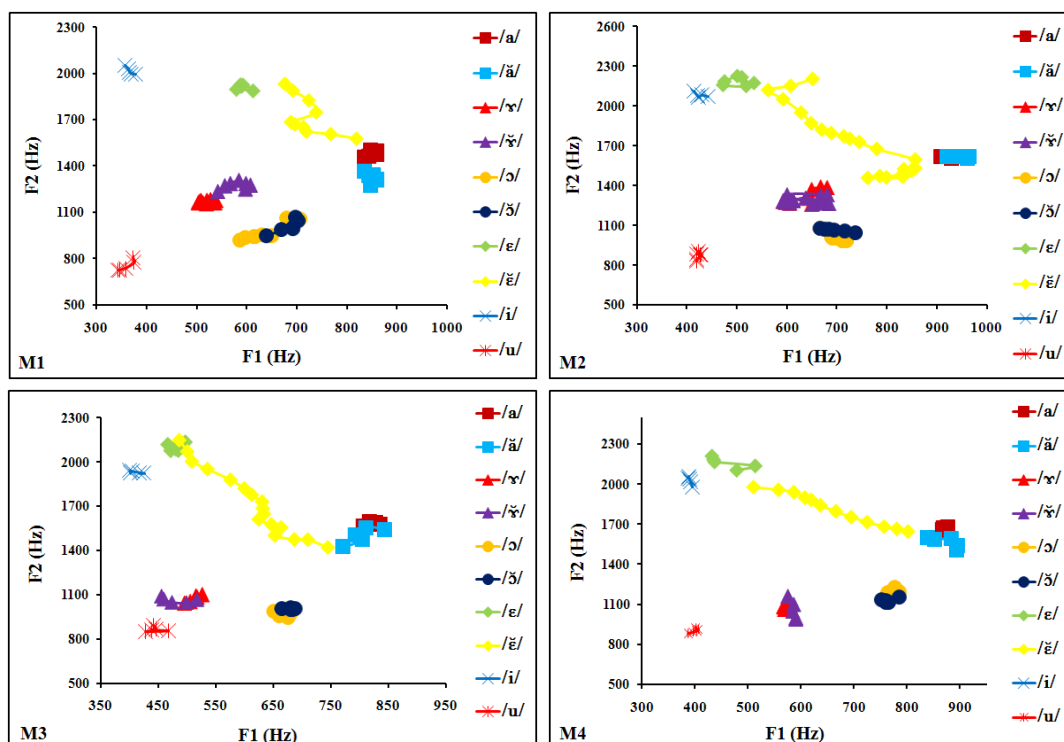 2300
2000
1700
1400
1100
800
500
F2 (Hz)
300 400 500 600 700 800 900 1000
F1 (Hz)
M1
/a/
/ă/
/ɤ/
/ɤ̆/
/ɔ/
/ɔ̆/
/ɛ/
/ɛ̆/
/i/
/u/
2600
2300
2000
1700
1400
1100
800
500
F2 (Hz)
300 400 500 600 700 800 900 1000
F1 (Hz)
M2
/a/
/ă/
/ɤ/
/ɤ̆/
/ɔ/
/ɔ̆/
/ɛ/
/ɛ̆/
/i/
/u/
2300
2000
1700
1400
1100
800
500
F2 (Hz)
350 450 550 650 750 850 950
F1 (Hz)
M3
/a/
/ă/
/ɤ/
/ɤ̆/
/ɔ/
/ɔ̆/
/ɛ/
/ɛ̆/
/i/
/u/
2300
2000
1700
1400
1100
800
500
F2 (Hz)
300 400 500 600 700 800 900
F1 (Hz)
M4
/a/
/ă/
/ɤ/
/ɤ̆/
/ɔ/
/ɔ̆/
/ɛ/
/ɛ̆/
/i/
/u/